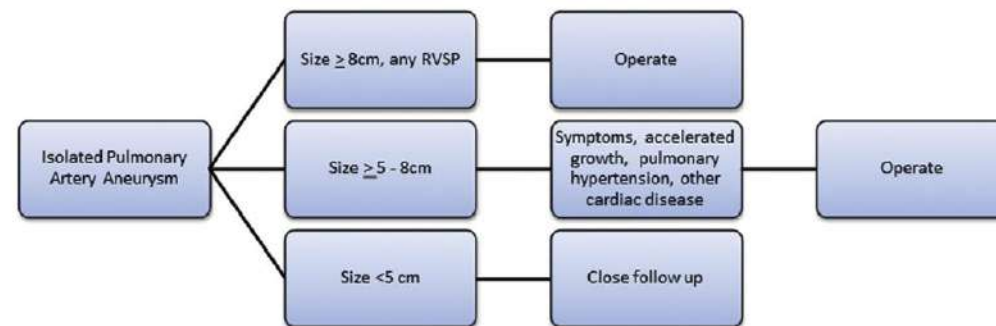 Size ≥ 8cm, any RVSP
Operate
Isolated Pulmonary
Artery Aneurysm
Size ≥ 5 - 8cm
Symptoms, accelerated
growth, pulmonary
hypertension, other
cardiac disease
Operate
Size <5 cm
Close follow up